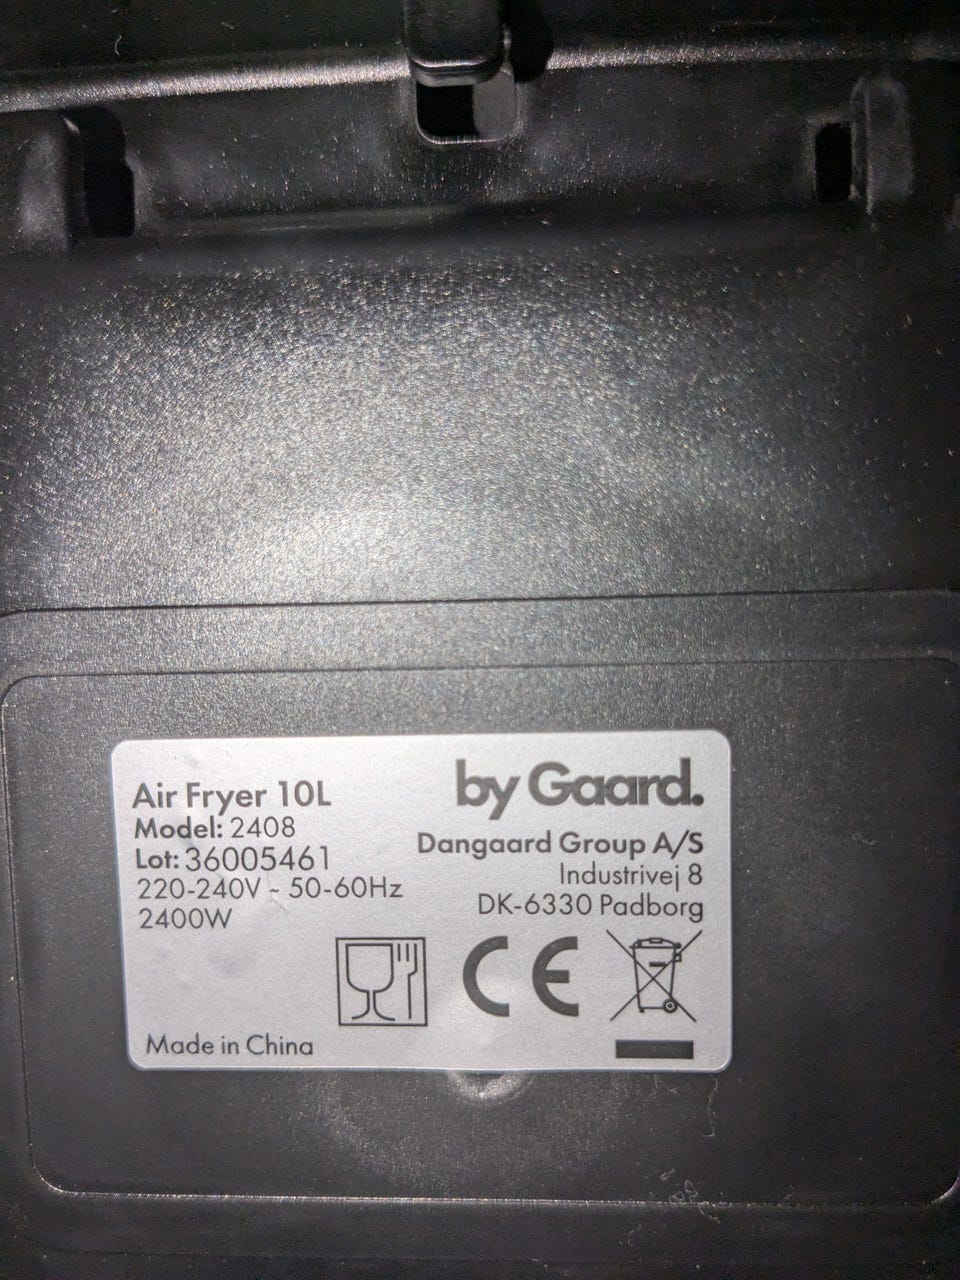 Air Fryer 10L
Model: 2408
Lot: 36005461
220-240V ~ 50-60Hz
2400W
by Gaard.
Dangaard Group A/S
Industrivej 8
DK-6330 Padborg
CE
Made in China